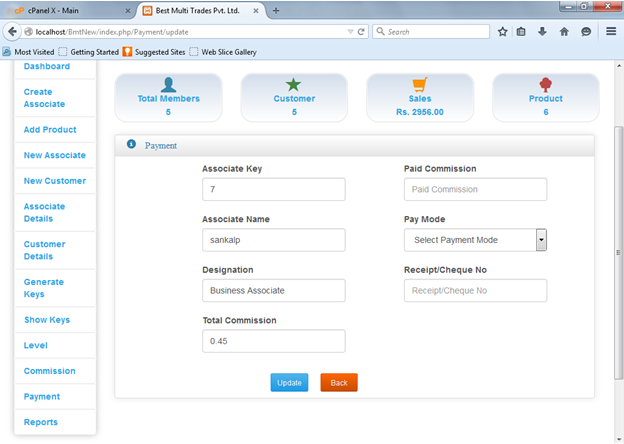 cPanel X - Main
Best Multi Trades Pvt. Ltd.
localhost/BmtNew/index.php/Payment/update
Search
Most Visited
Getting Started
Suggested Sites
Web Slice Gallery
Dashboard
Create
Associate
Add Product
New Associate
New Customer
Associate
Details
Customer
Details
Generate
Keys
Show Keys
Level
Commission
Payment
Reports
Total Members
5
Customer
5
Sales
Rs. 2956.00
Product
6
Payment
Associate Key
7
Paid Commission
Paid Commission
Associate Name
sankalp
Pay Mode
Select Payment Mode
Designation
Business Associate
Receipt/Cheque No
Receipt/Cheque No
Total Commission
0.45
Update
Back